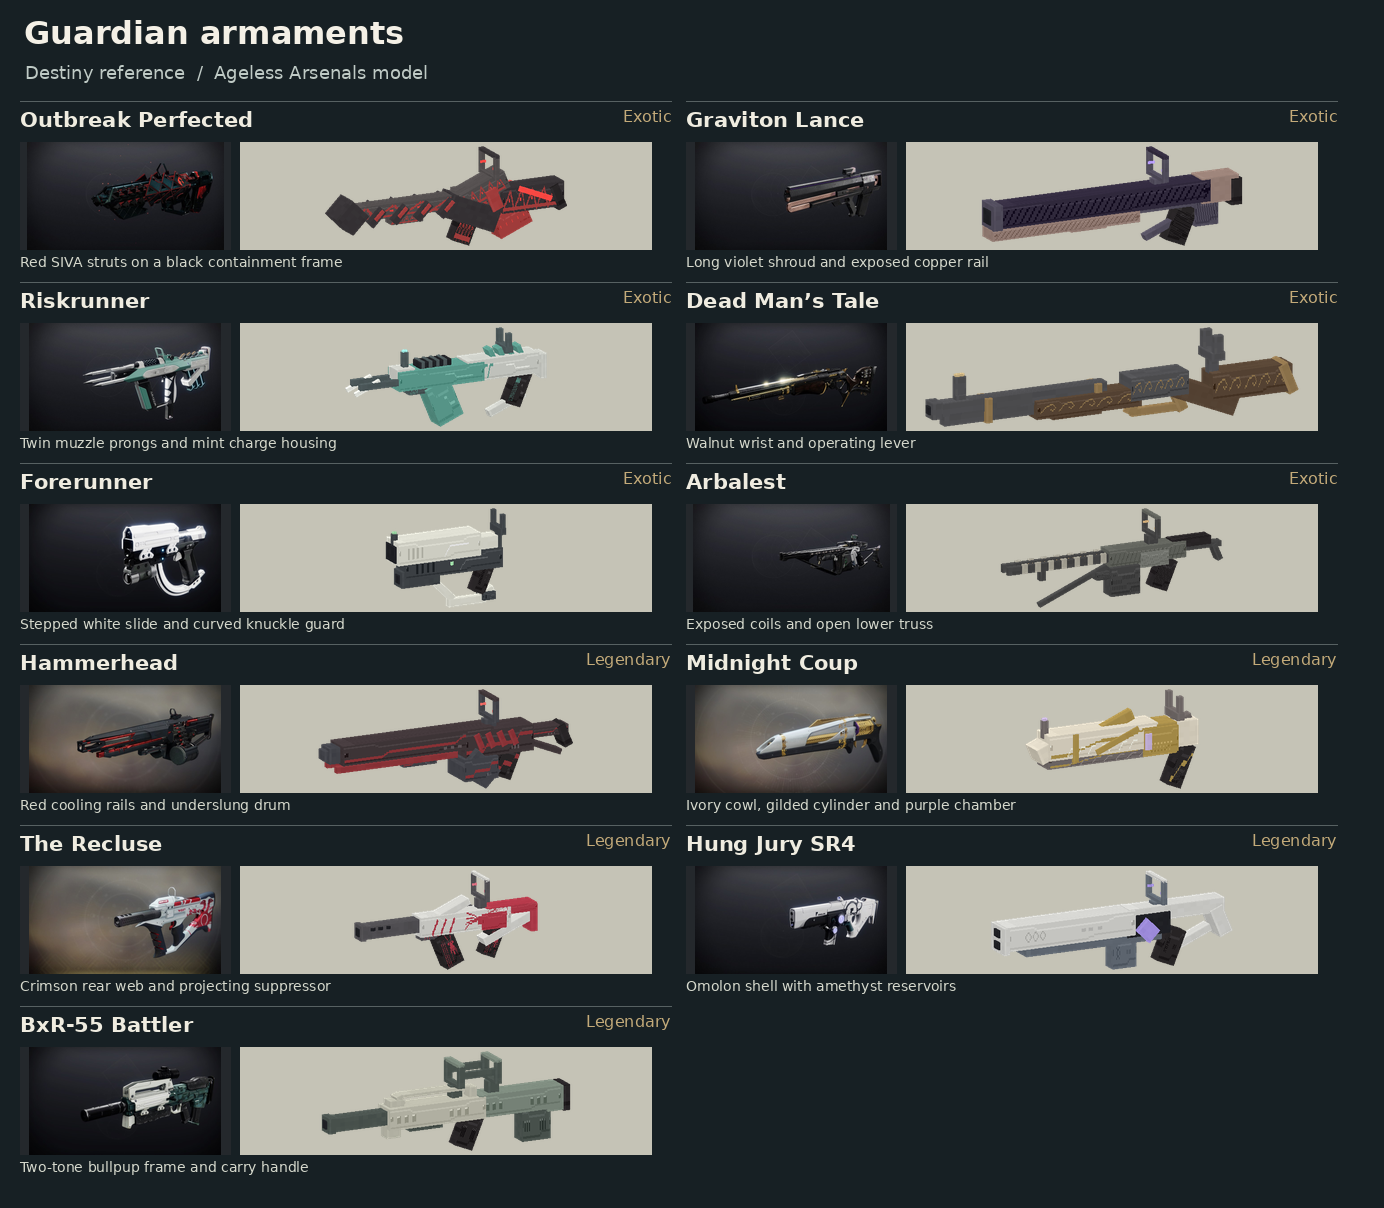 Guardian armaments
Destiny reference / Ageless Arsenals model
Outbreak Perfected
Exotic
Red SIVA struts on a black containment frame
Graviton Lance
Exotic
Long violet shroud and exposed copper rail
Riskrunner
Exotic
Twin muzzle prongs and mint charge housing
Dead Man’s Tale
Exotic
Walnut wrist and operating lever
Forerunner
Exotic
Stepped white slide and curved knuckle guard
Arbalest
Exotic
Exposed coils and open lower truss
Hammerhead
Legendary
Red cooling rails and underslung drum
Midnight Coup
Legendary
Ivory cowl, gilded cylinder and purple chamber
The Recluse
Legendary
Crimson rear web and projecting suppressor
Hung Jury SR4
Legendary
Omolon shell with amethyst reservoirs
BxR-55 Battler
Legendary
Two-tone bullpup frame and carry handle